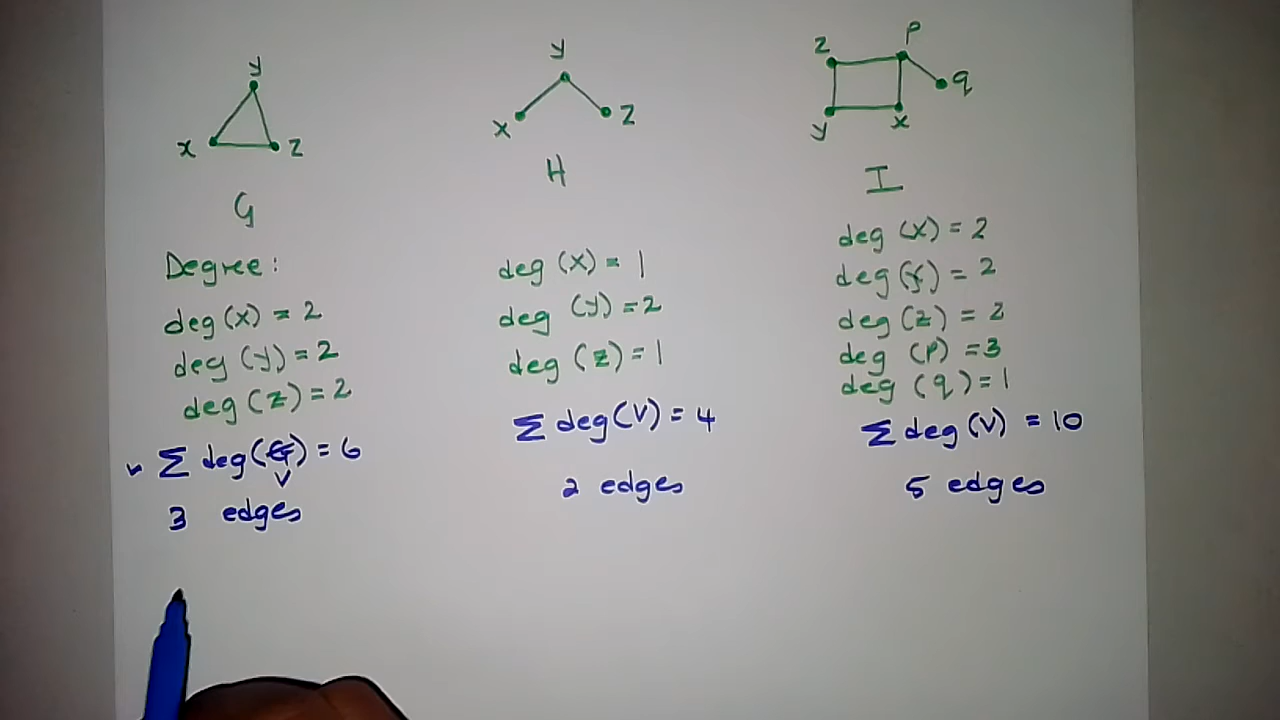 y
x z
G
Degree:
deg (x) = 2
deg (y) = 2
deg (z) = 2
Σ deg(V) = 6
3 edges
y
x z
H
deg (x) = 1
deg (y) = 2
deg (z) = 1
Σ deg(V) = 4
2 edges
z p
q
y x
I
deg (x) = 2
deg (y) = 2
deg (z) = 2
deg (p) = 3
deg (q) = 1
Σ deg (V) = 10
5 edges